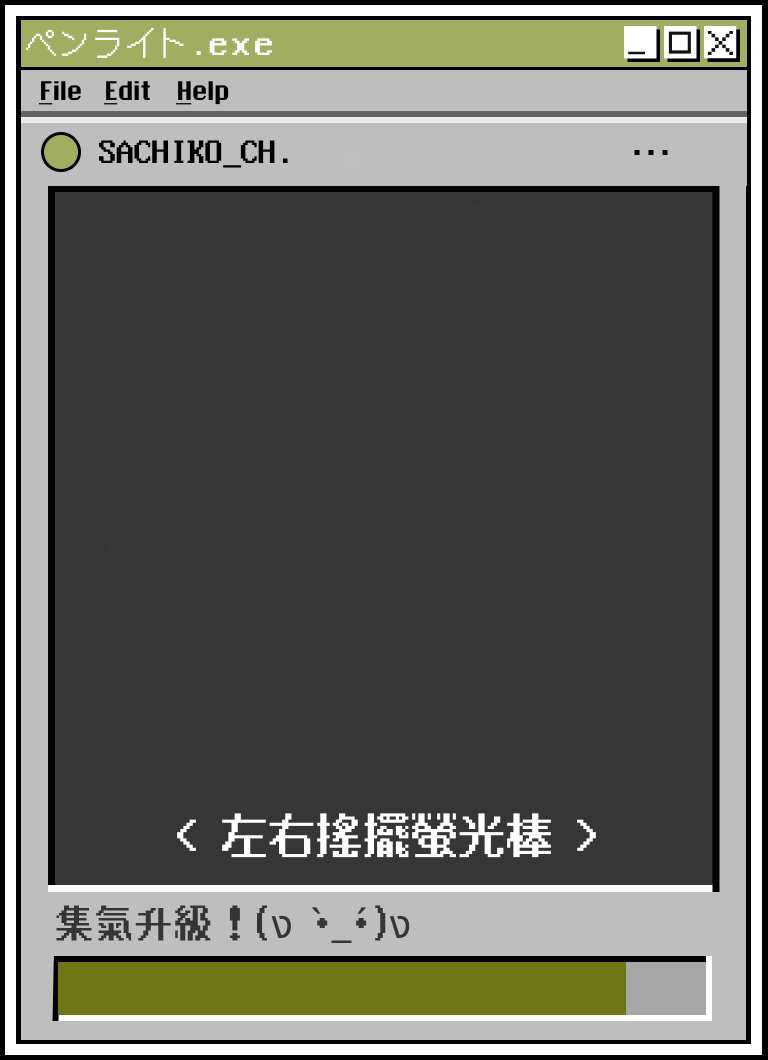 ペンライト.exe
File Edit Help
SACHIKO_CH. ...
< 左右搖擺螢光棒 >
集氣升級！(ง •̀_•́)ง